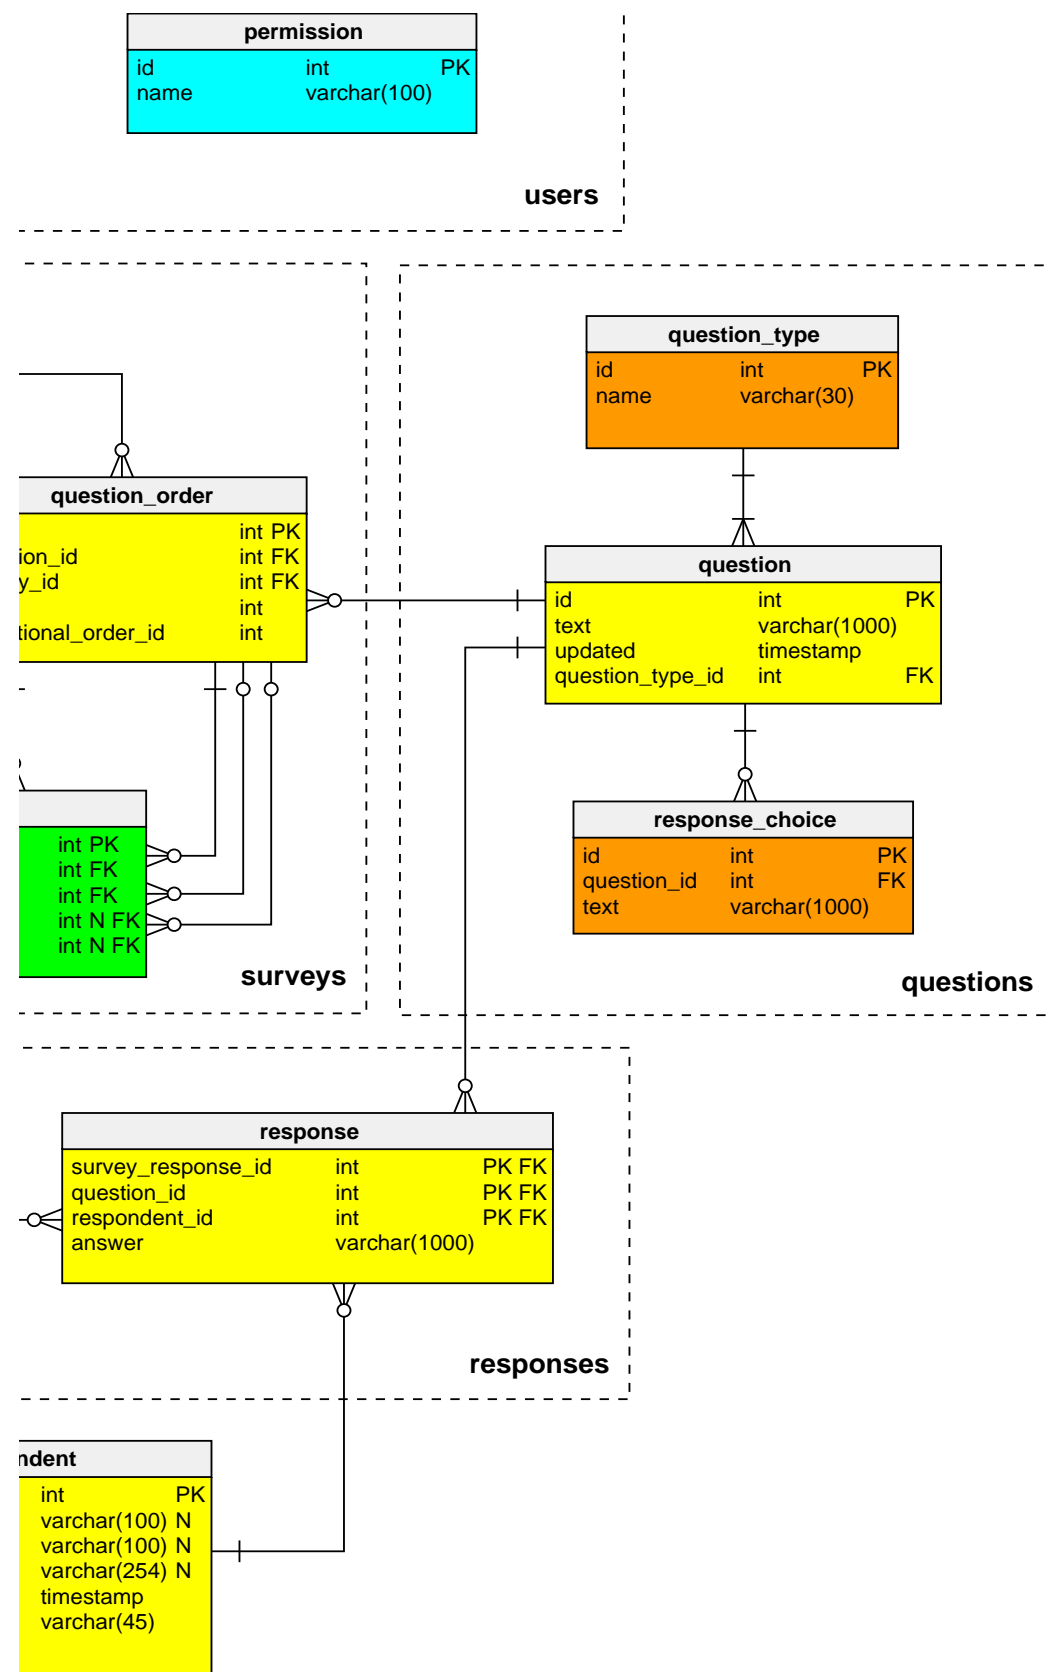 permission
id int PK
name varchar(100)
users
question_type
id int PK
name varchar(30)
question_order
int PK
ion_id int FK
y_id int FK
int
tional_order_id int
question
id int PK
text varchar(1000)
updated timestamp
question_type_id int FK
int PK
int FK
int FK
int N FK
int N FK
surveys
response_choice
id int PK
question_id int FK
text varchar(1000)
questions
response
survey_response_id int PK FK
question_id int PK FK
respondent_id int PK FK
answer varchar(1000)
responses
ndent
int PK
varchar(100) N
varchar(100) N
varchar(254) N
timestamp
varchar(45)